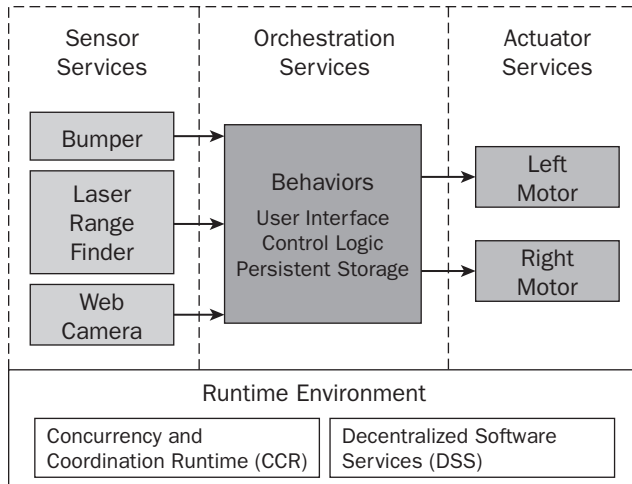 Sensor
Services
Orchestration
Services
Actuator
Services
Bumper
Laser
Range
Finder
Web
Camera
Behaviors
User Interface
Control Logic
Persistent Storage
Left
Motor
Right
Motor
Runtime Environment
Concurrency and
Coordination Runtime (CCR)
Decentralized Software
Services (DSS)